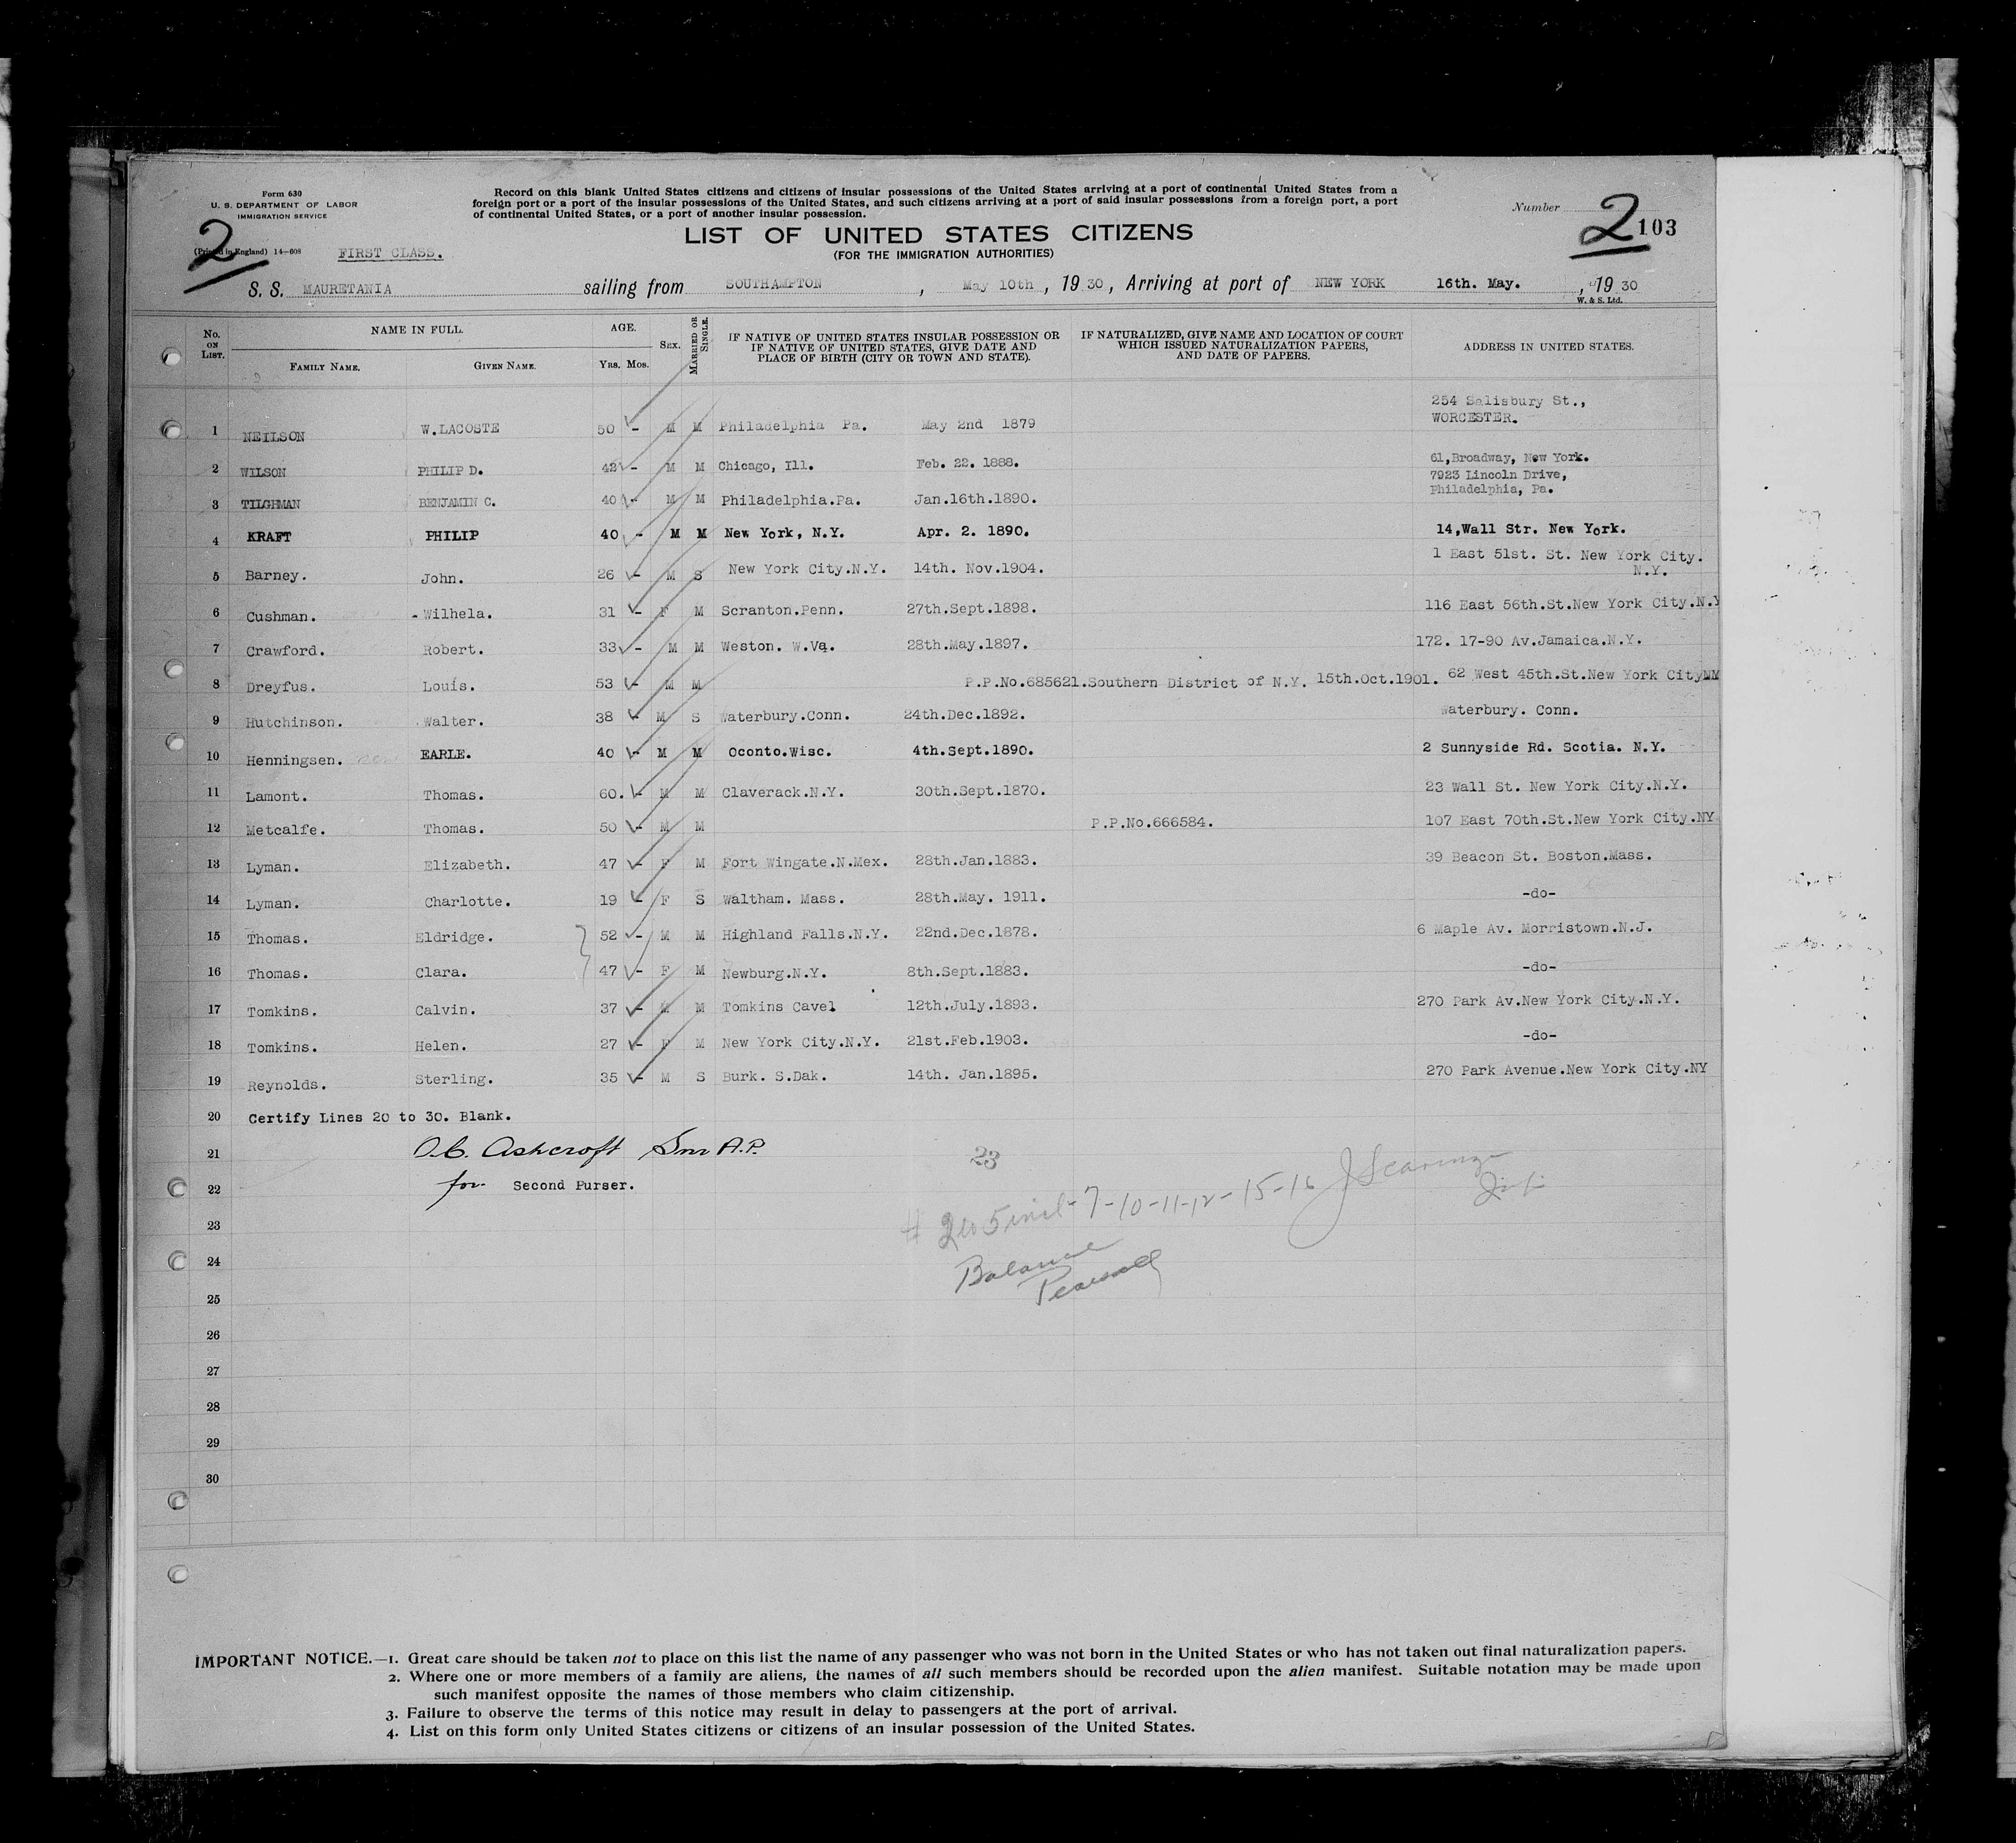 Form 630
U. S. DEPARTMENT OF LABOR
IMMIGRATION SERVICE
(Printed in England) 14—608
2
FIRST CLASS.
Record on this blank United States citizens and citizens of insular possessions of the United States arriving at a port of continental United States from a
foreign port or a port of the insular possessions of the United States, and such citizens arriving at a port of said insular possessions from a foreign port, a port
of continental United States, or a port of another insular possession.
Number 2 103
LIST OF UNITED STATES CITIZENS
(FOR THE IMMIGRATION AUTHORITIES)
S. S. MAURETANIA sailing from SOUTHAMPTON , May 10th , 19 30, Arriving at port of NEW YORK 16th. May. , 19 30
W. & S. Ltd.
No. ON LIST. NAME IN FULL. FAMILY NAME. GIVEN NAME. AGE. YRS. MOS. SEX. MARRIED OR SINGLE. IF NATIVE OF UNITED STATES INSULAR POSSESSION OR IF NATIVE OF UNITED STATES, GIVE DATE AND PLACE OF BIRTH (CITY OR TOWN AND STATE). IF NATURALIZED, GIVE NAME AND LOCATION OF COURT WHICH ISSUED NATURALIZATION PAPERS, AND DATE OF PAPERS. ADDRESS IN UNITED STATES.
1 NEILSON W.LACOSTE 50 - M M Philadelphia Pa. May 2nd 1879 254 Salisbury St., WORCESTER.
2 WILSON PHILIP D. 42 - M M Chicago, Ill. Feb. 22. 1888. 61,Broadway, New York.
3 TILGHMAN BENJAMIN C. 40 - M M Philadelphia.Pa. Jan.16th.1890. 7923 Lincoln Drive, Philadelphia, Pa.
4 KRAFT PHILIP 40 - M M New York, N.Y. Apr. 2. 1890. 14,Wall Str. New York.
5 Barney. John. 26 - M S New York City.N.Y. 14th. Nov.1904. 1 East 51st. St. New York City. N.Y.
6 Cushman. Wilhela. 31 - F M Scranton.Penn. 27th.Sept.1898. 116 East 56th.St.New York City.N.Y
7 Crawford. Robert. 33 - M M Weston. W.Va. 28th.May.1897. 172. 17-90 Av.Jamaica.N.Y.
8 Dreyfus. Louis. 53 - M M P.P.No.685621.Southern District of N.Y. 15th.Oct.1901. 62 West 45th.St.New York City
9 Hutchinson. Walter. 38 - M S Waterbury.Conn. 24th.Dec.1892. Waterbury. Conn.
10 Henningsen. EARLE. 40 - M M Oconto.Wisc. 4th.Sept.1890. 2 Sunnyside Rd. Scotia. N.Y.
11 Lamont. Thomas. 60. - M M Claverack.N.Y. 30th.Sept.1870. 23 Wall St. New York City.N.Y.
12 Metcalfe. Thomas. 50 - M M P.P.No.666584. 107 East 70th.St.New York City.NY
13 Lyman. Elizabeth. 47 - F M Fort Wingate.N.Mex. 28th.Jan.1883. 39 Beacon St. Boston.Mass.
14 Lyman. Charlotte. 19 - F S Waltham. Mass. 28th.May. 1911. -do-
15 Thomas. Eldridge. 52 - M M Highland Falls.N.Y. 22nd.Dec.1878. 6 Maple Av. Morristown.N.J.
16 Thomas. Clara. 47 - F M Newburg.N.Y. 8th.Sept.1883. -do-
17 Tomkins. Calvin. 37 - M M Tomkins Cavel 12th.July.1893. 270 Park Av.New York City.N.Y.
18 Tomkins. Helen. 27 - F M New York City.N.Y. 21st.Feb.1903. -do-
19 Reynolds. Sterling. 35 - M S Burk. S.Dak. 14th. Jan.1895. 270 Park Avenue.New York City.NY
20 Certify Lines 20 to 30. Blank.
21 O.C. Ashcroft Snr A.P. 23
22 for Second Purser.
23 # 2 to 5 incl - 7-10-11-12-15-16
24 Balance
25
26
27
28
29
30
IMPORTANT NOTICE.—1. Great care should be taken not to place on this list the name of any passenger who was not born in the United States or who has not taken out final naturalization papers.
2. Where one or more members of a family are aliens, the names of all such members should be recorded upon the alien manifest. Suitable notation may be made upon
such manifest opposite the names of those members who claim citizenship.
3. Failure to observe the terms of this notice may result in delay to passengers at the port of arrival.
4. List on this form only United States citizens or citizens of an insular possession of the United States.